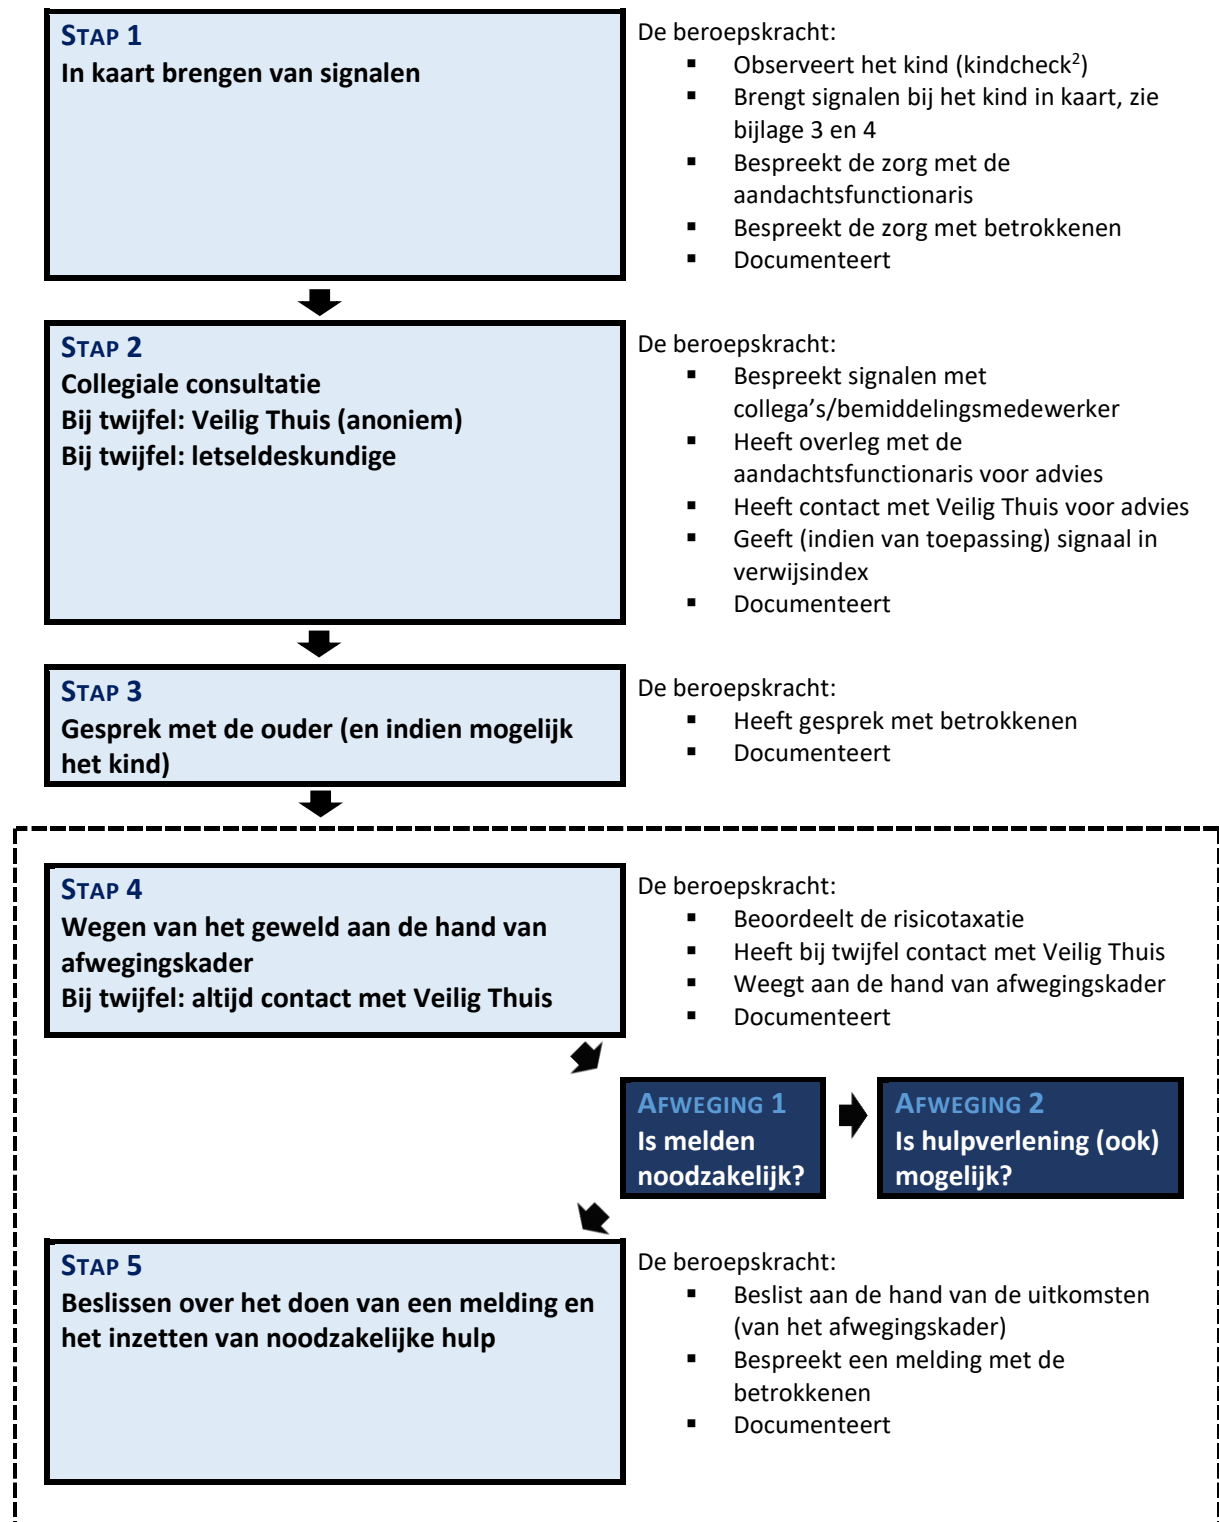 STAP 1
In kaart brengen van signalen
De beroepskracht:
▪ Observeert het kind (kindcheck²)
▪ Brengt signalen bij het kind in kaart, zie
bijlage 3 en 4
▪ Bespreekt de zorg met de
aandachtsfunctionaris
▪ Bespreekt de zorg met betrokkenen
▪ Documenteert
STAP 2
Collegiale consultatie
Bij twijfel: Veilig Thuis (anoniem)
Bij twijfel: letseldeskundige
De beroepskracht:
▪ Bespreekt signalen met
collega’s/bemiddelingsmedewerker
▪ Heeft overleg met de
aandachtsfunctionaris voor advies
▪ Heeft contact met Veilig Thuis voor advies
▪ Geeft (indien van toepassing) signaal in
verwijsindex
▪ Documenteert
STAP 3
Gesprek met de ouder (en indien mogelijk
het kind)
De beroepskracht:
▪ Heeft gesprek met betrokkenen
▪ Documenteert
STAP 4
Wegen van het geweld aan de hand van
afwegingskader
Bij twijfel: altijd contact met Veilig Thuis
De beroepskracht:
▪ Beoordeelt de risicotaxatie
▪ Heeft bij twijfel contact met Veilig Thuis
▪ Weegt aan de hand van afwegingskader
▪ Documenteert
AFWEGING 1
Is melden
noodzakelijk?
AFWEGING 2
Is hulpverlening (ook)
mogelijk?
STAP 5
Beslissen over het doen van een melding en
het inzetten van noodzakelijke hulp
De beroepskracht:
▪ Beslist aan de hand van de uitkomsten
(van het afwegingskader)
▪ Bespreekt een melding met de
betrokkenen
▪ Documenteert